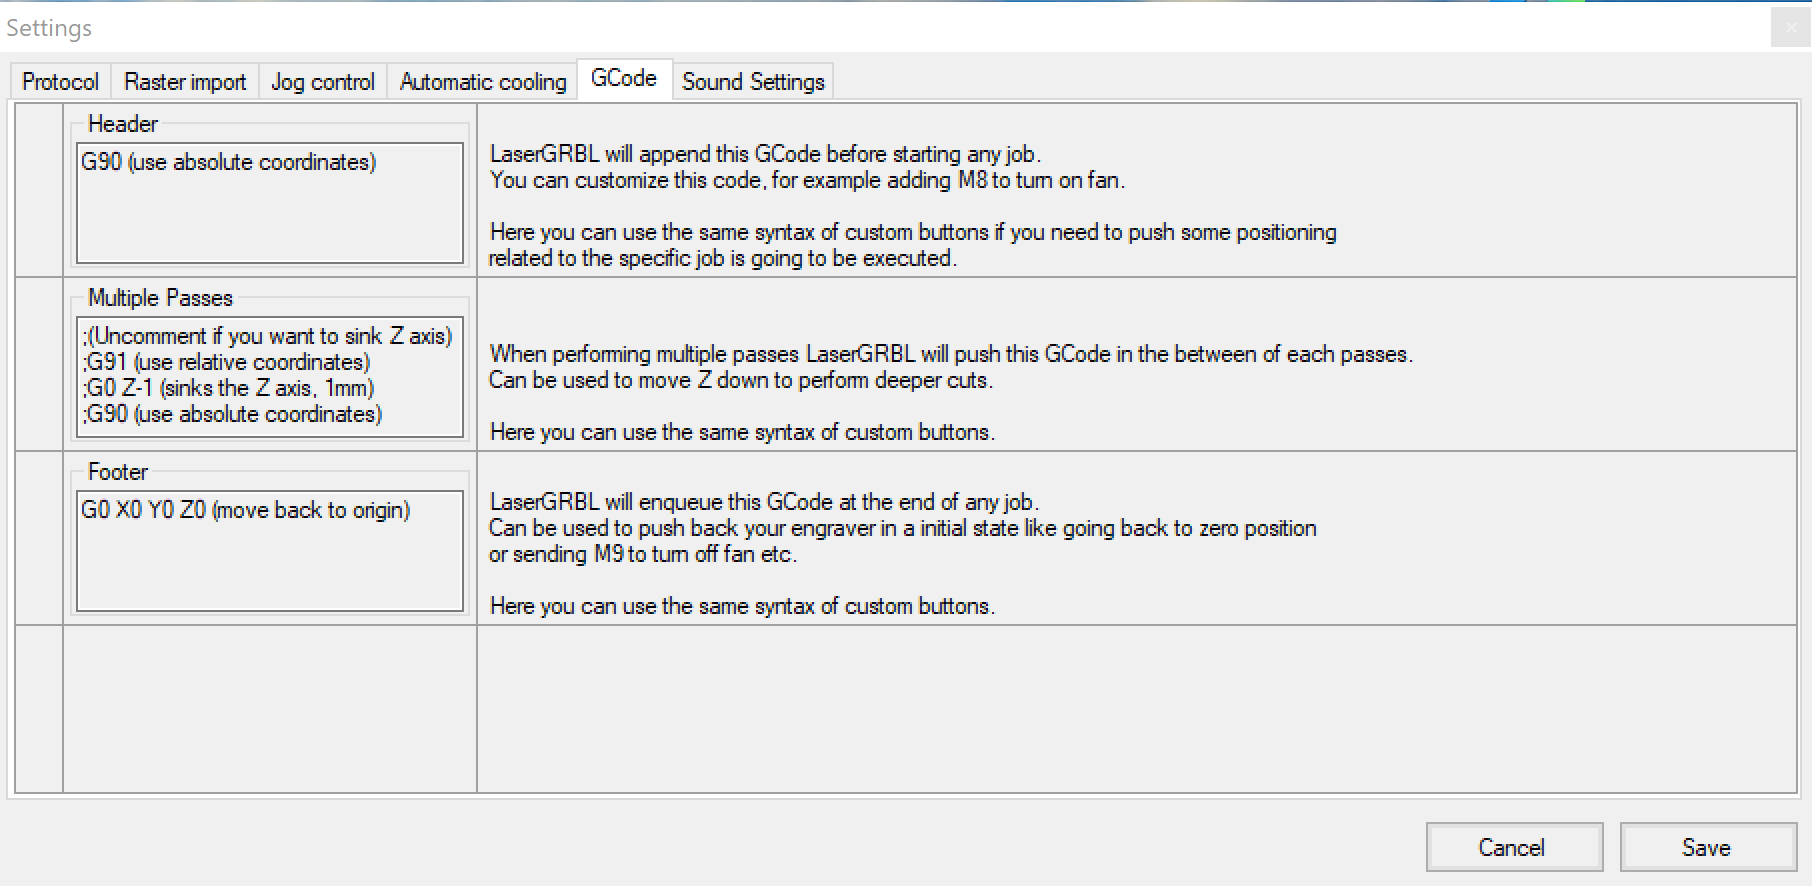 Settings
Protocol
Raster import
Jog control
Automatic cooling
GCode
Sound Settings
Header
G90 (use absolute coordinates)
LaserGRBL will append this GCode before starting any job.
You can customize this code, for example adding M8 to turn on fan.
Here you can use the same syntax of custom buttons if you need to push some positioning
related to the specific job is going to be executed.
Multiple Passes
;(Uncomment if you want to sink Z axis)
;G91 (use relative coordinates)
;G0 Z-1 (sinks the Z axis, 1mm)
;G90 (use absolute coordinates)
When performing multiple passes LaserGRBL will push this GCode in the between of each passes.
Can be used to move Z down to perform deeper cuts.
Here you can use the same syntax of custom buttons.
Footer
G0 X0 Y0 Z0 (move back to origin)
LaserGRBL will enqueue this GCode at the end of any job.
Can be used to push back your engraver in a initial state like going back to zero position
or sending M9 to turn off fan etc.
Here you can use the same syntax of custom buttons.
Cancel
Save